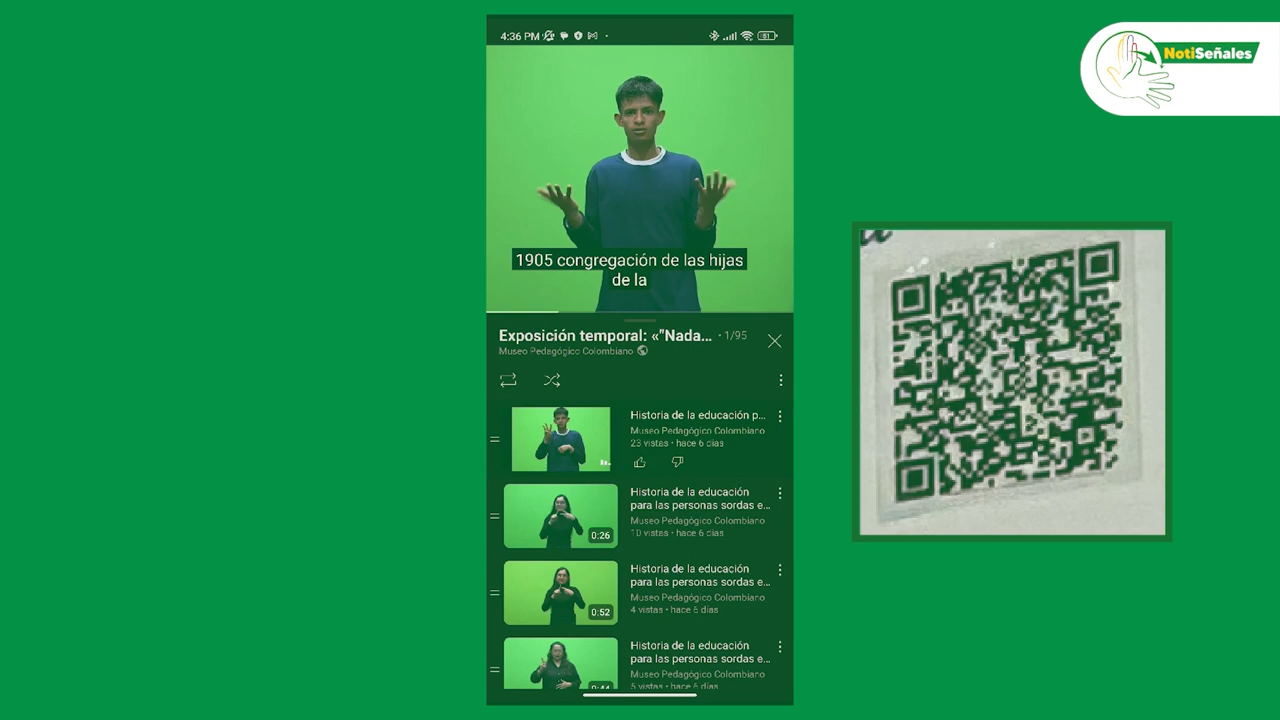 4:36 PM
51
NotiSeñales
1905 congregación de las hijas
de la
Exposición temporal: «"Nada... • 1/95
Museo Pedagógico Colombiano
Historia de la educación p...
Museo Pedagógico Colombiano
23 vistas • hace 6 días
Historia de la educación
para las personas sordas e...
Museo Pedagógico Colombiano
10 vistas • hace 6 días
0:26
Historia de la educación
para las personas sordas e...
Museo Pedagógico Colombiano
4 vistas • hace 6 días
0:52
Historia de la educación
para las personas sordas e...
Museo Pedagógico Colombiano
5 vistas • hace 6 días
0:44